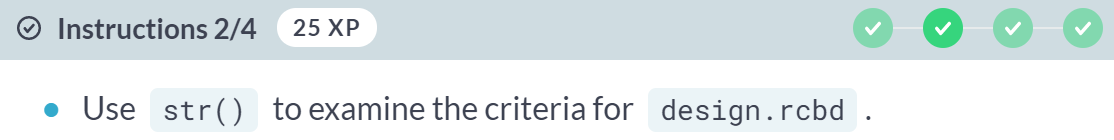 Instructions 2/4 25 XP
Use str() to examine the criteria for design.rcbd .